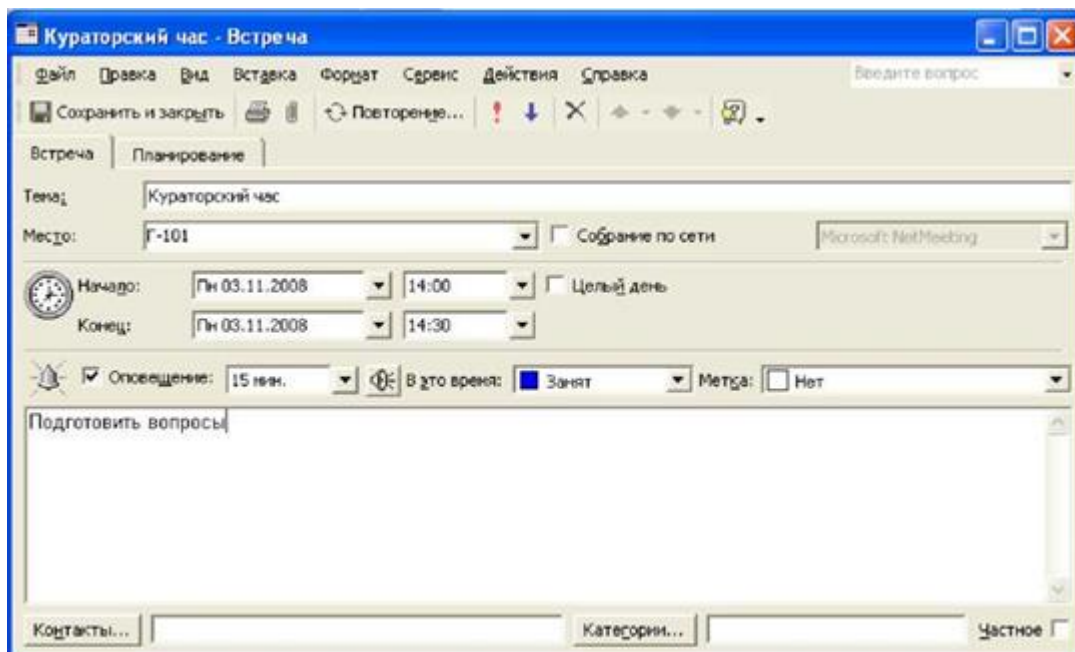 Кураторский час - Встреча
Файл Правка Вид Вставка Формат Сервис Действия Справка Введите вопрос
Сохранить и закрыть Повторение...
Встреча Планирование
Тема: Кураторский час
Место: Г-101 Собрание по сети Microsoft NetMeeting
Начало: Пн 03.11.2008 14:00 Целый день
Конец: Пн 03.11.2008 14:30
Оповещение: 15 мин. В это время: Занят Метка: Нет
Подготовить вопросы
Контакты... Категории... Частное